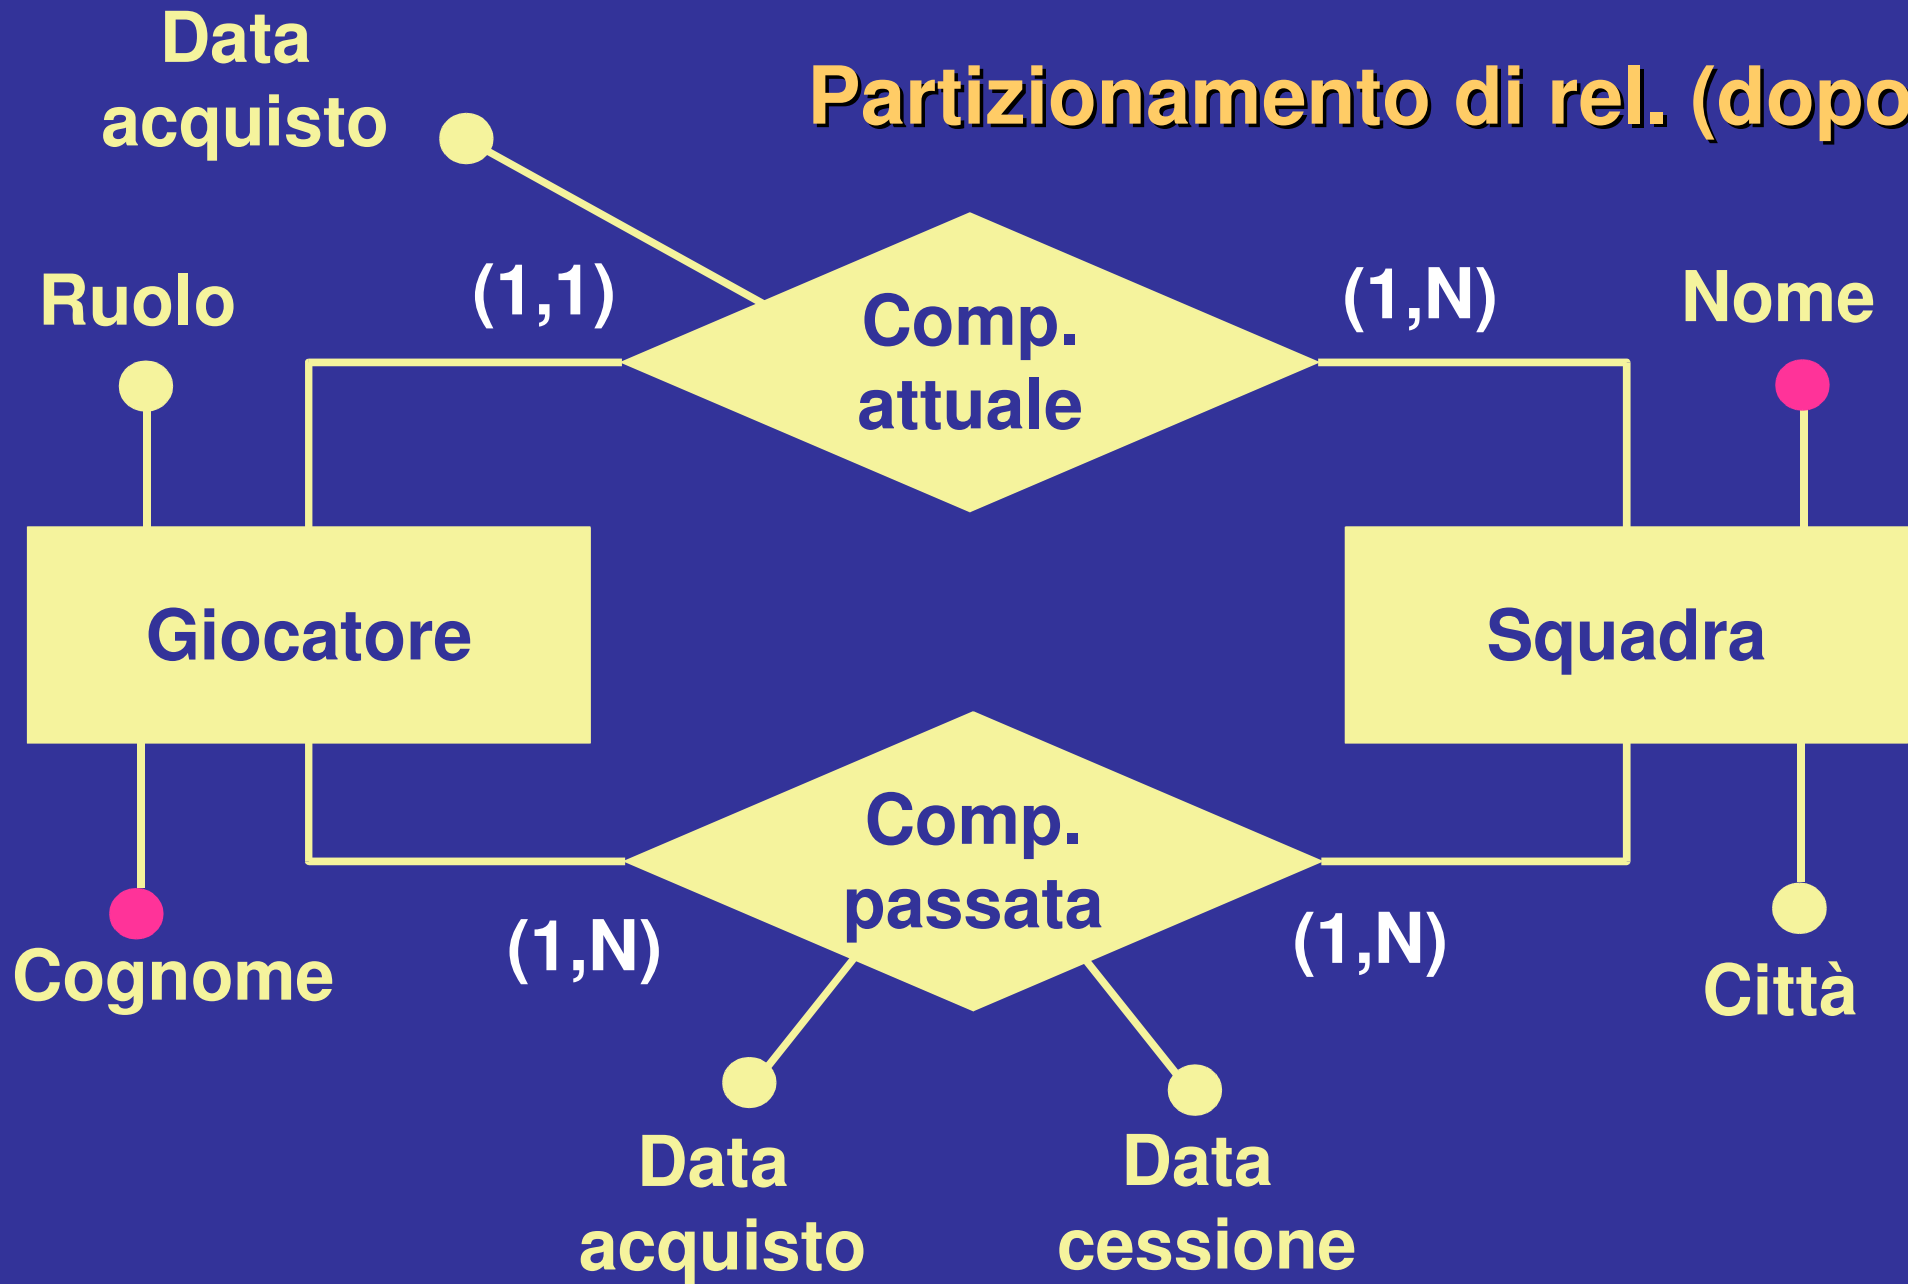 Data
acquisto
Partizionamento di rel. (dopo
Ruolo
(1,1)
Comp.
attuale
(1,N)
Nome
Giocatore
Squadra
Cognome
(1,N)
Comp.
passata
(1,N)
Città
Data
acquisto
Data
cessione